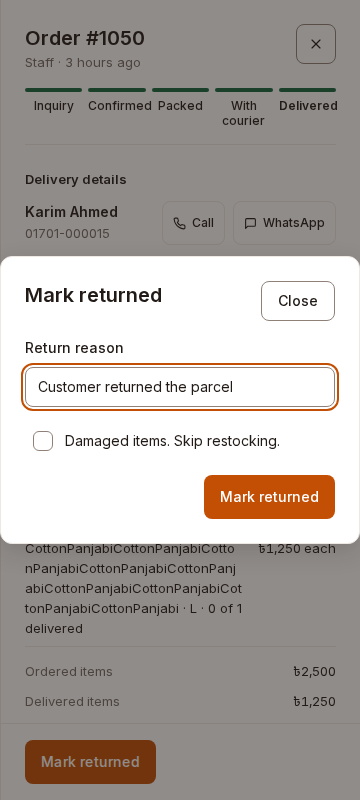 Order #1050
Staff · 3 hours ago
Inquiry
Confirmed
Packed
With
courier
Delivered
Delivery details
Karim Ahmed
01701-000015
Call
WhatsApp
Mark returned
Close
Return reason
Customer returned the parcel
Damaged items. Skip restocking.
Mark returned
CottonPanjabiCottonPanjabiCotto
৳1,250 each
nPanjabiCottonPanjabiCottonPanj
abiCottonPanjabiCottonPanjabiCot
tonPanjabiCottonPanjabi · L · 0 of 1
delivered
Ordered items
৳2,500
Delivered items
৳1,250
Mark returned